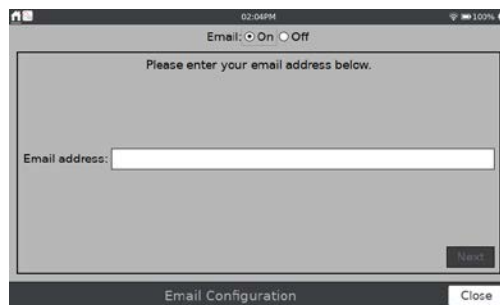 02:04PM 100%
Email: On Off
Please enter your email address below.
Email address:
Next
Email Configuration Close